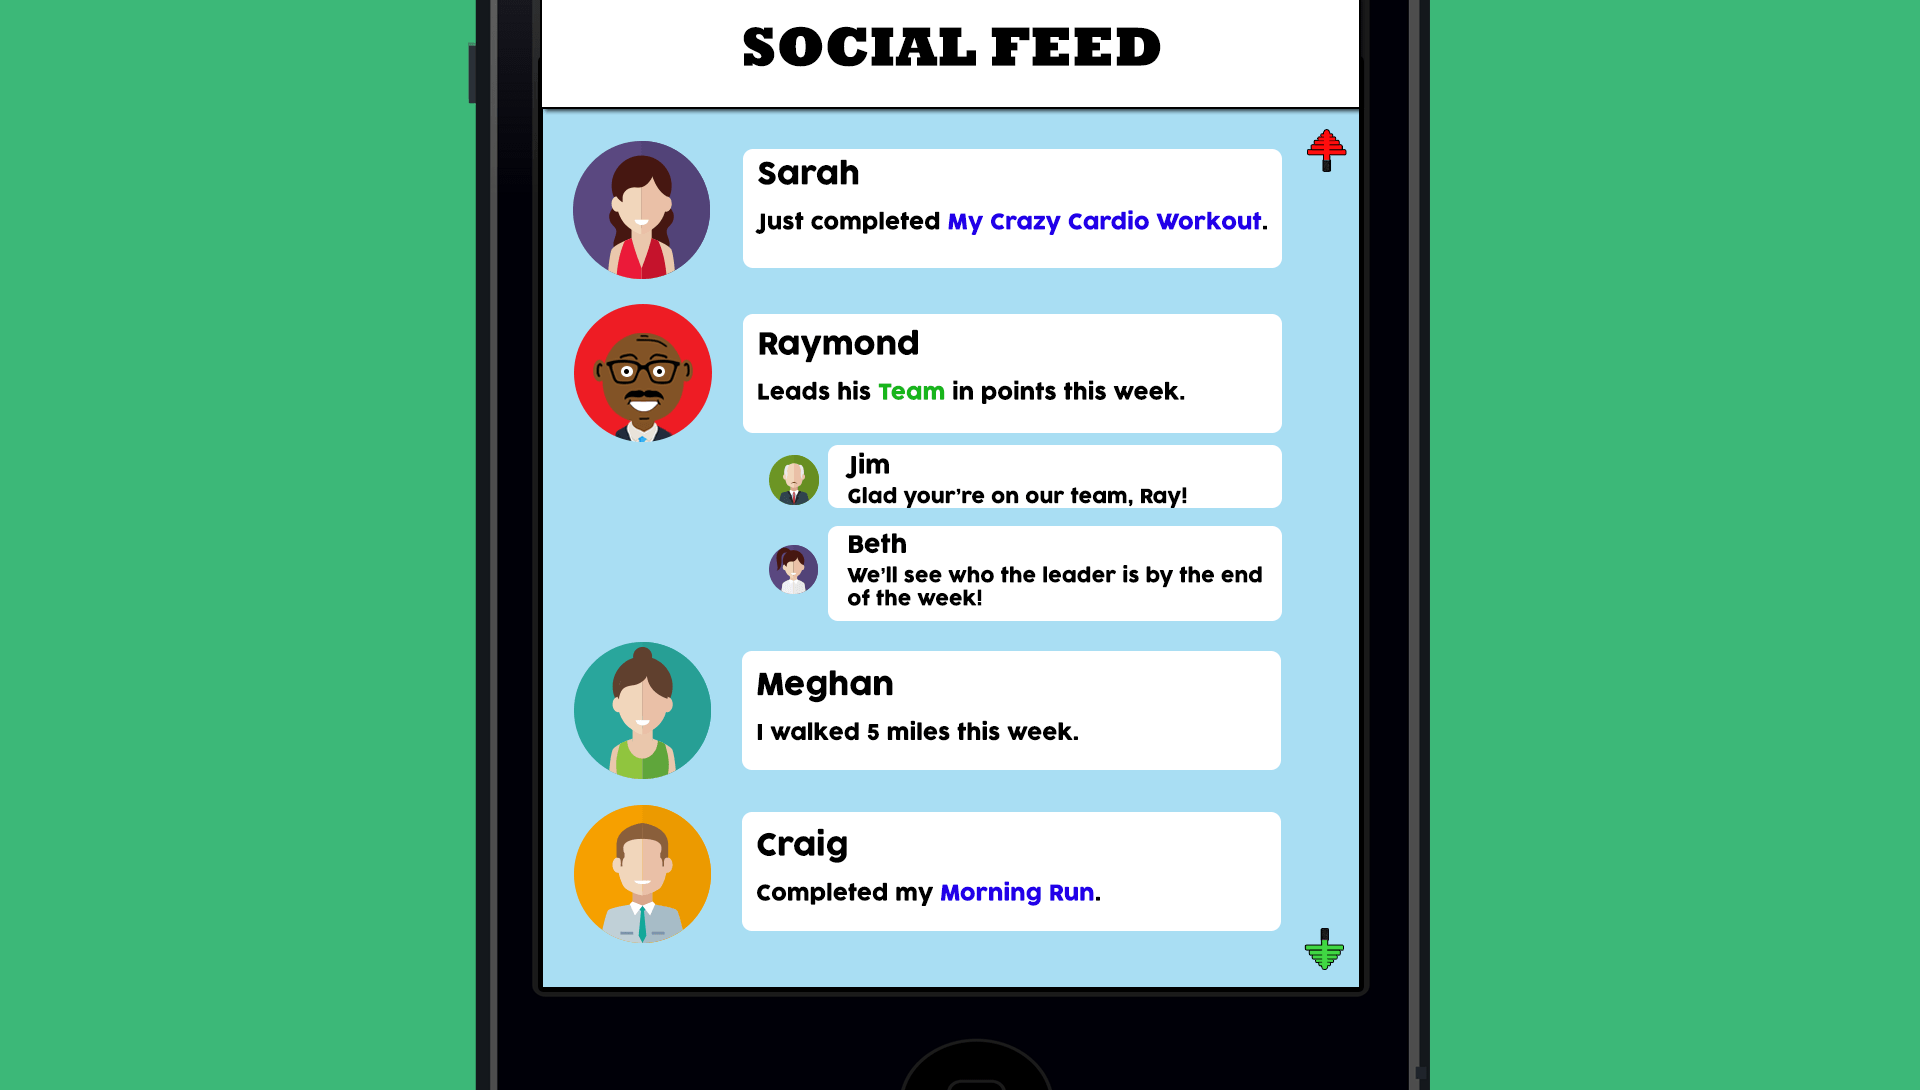 SOCIAL FEED
Sarah
Just completed My Crazy Cardio Workout.
Raymond
Leads his Team in points this week.
Jim
Glad your're on our team, Ray!
Beth
We'll see who the leader is by the end
of the week!
Meghan
I walked 5 miles this week.
Craig
Completed my Morning Run.